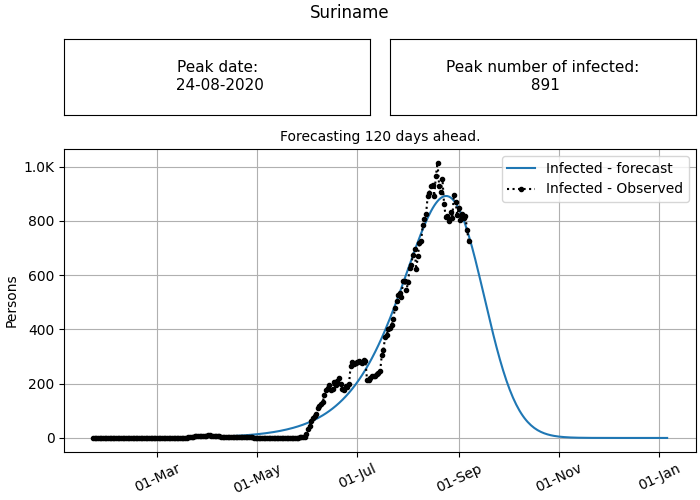 Suriname
Peak date:
24-08-2020
Peak number of infected:
891
Forecasting 120 days ahead.
1.0K
800
600
400
200
0
Persons
Infected - forecast
Infected - Observed
01-Mar
01-May
01-Jul
01-Sep
01-Nov
01-Jan